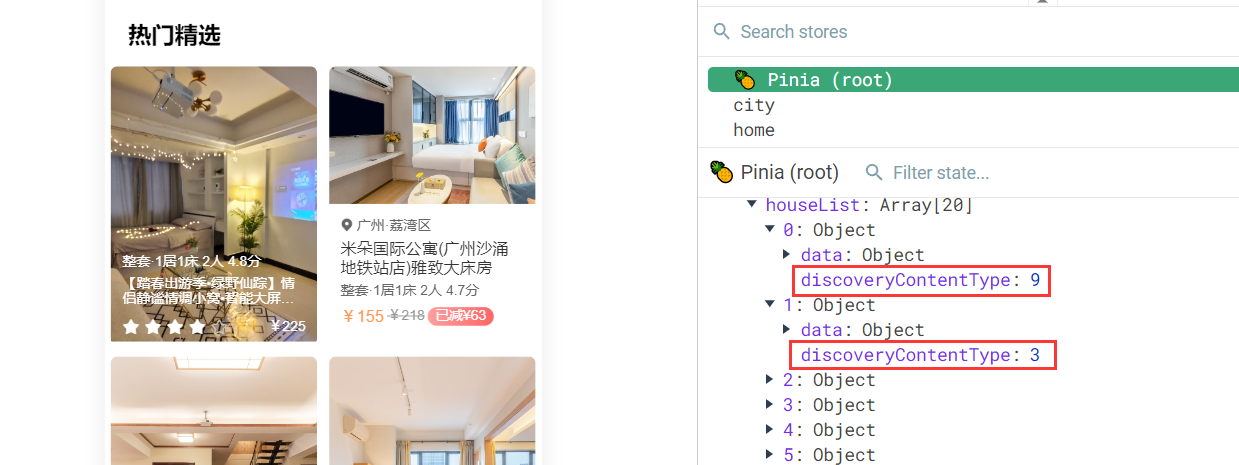 热门精选
整套·1居1床 2人 4.8分
【踏春出游季•绿野仙踪】情
侣静谧情调小窝•智能大屏…
￥225
广州·荔湾区
米朵国际公寓(广州沙涌
地铁站店)雅致大床房
整套·1居1床 2人 4.7分
￥155 ￥218 已减¥63
Search stores
Pinia (root)
city
home
Pinia (root) Filter state...
houseList: Array[20]
0: Object
data: Object
discoveryContentType: 9
1: Object
data: Object
discoveryContentType: 3
2: Object
3: Object
4: Object
5: Object